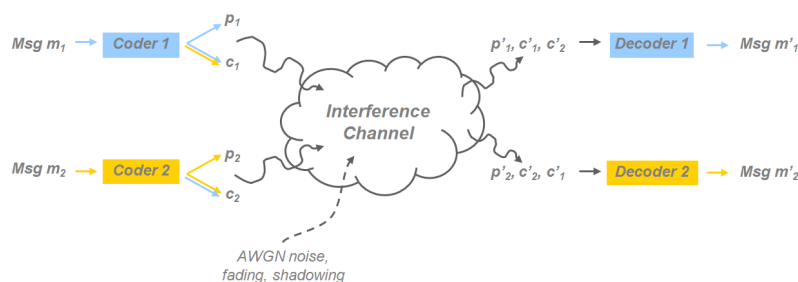 Msg m₁ Coder 1 p₁ c₁
Interference Channel
p'₁, c'₁, c'₂ Decoder 1 Msg m'₁
Msg m₂ Coder 2 p₂ c₂
p'₂, c'₂, c'₁ Decoder 2 Msg m'₂
AWGN noise,
fading, shadowing